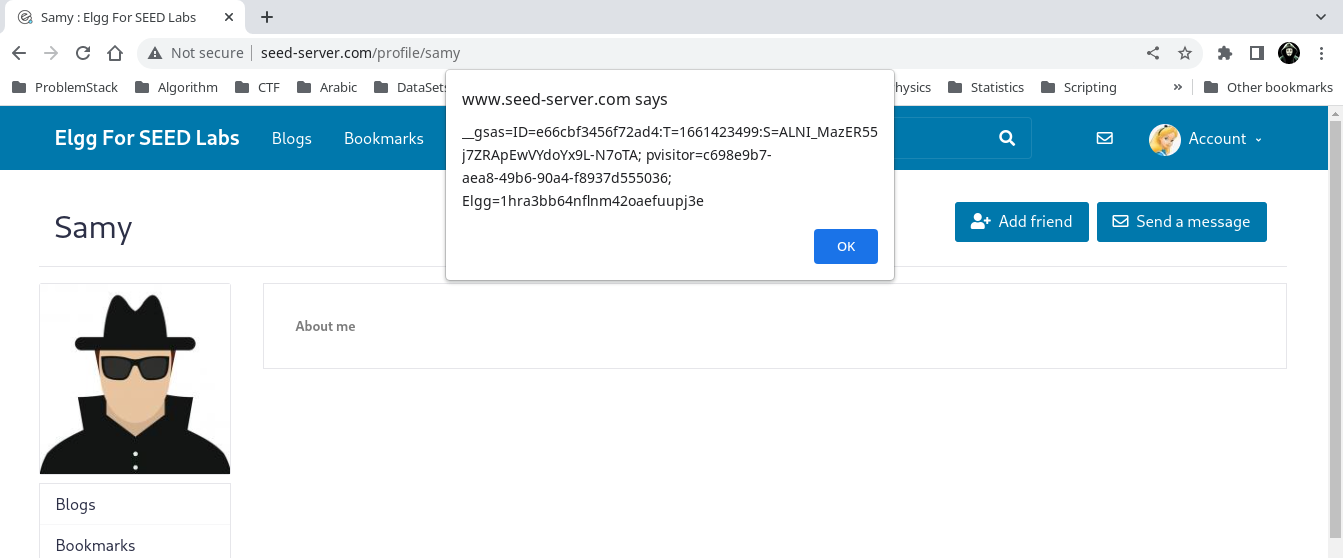 Samy : Elgg For SEED Labs
Not secure seed-server.com/profile/samy
ProblemStack Algorithm CTF Arabic DataSets hysics Statistics Scripting » Other bookmarks
www.seed-server.com says
__gsas=ID=e66cbf3456f72ad4:T=1661423499:S=ALNI_MazER55
j7ZRApEwVYdoYx9L-N7oTA; pvisitor=c698e9b7-
aea8-49b6-90a4-f8937d555036;
Elgg=1hra3bb64nflnm42oaefuupj3e
OK
Elgg For SEED Labs Blogs Bookmarks Account
Samy
Add friend Send a message
About me
Blogs
Bookmarks